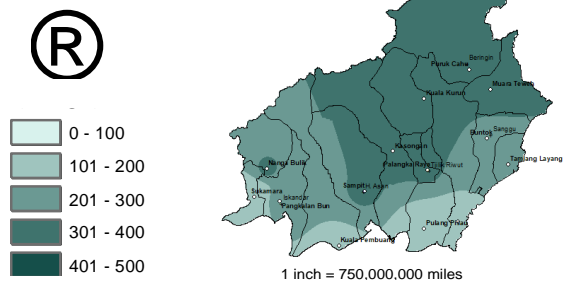 ®
0 - 100
101 - 200
201 - 300
301 - 400
401 - 500
Beringin
Puruk Cahu
Muara Teweh
Kuala Kurun
Buntok Sanggu
Kasongan
Tamiang Layang
Palangka Raya Tjilik Riwut
Nanga Bulik
Sampit H. Asan
Sukamara
Iskandar
Pangkalan Bun
Pulang Pisau
Kuala Pembuang
1 inch = 750,000,000 miles